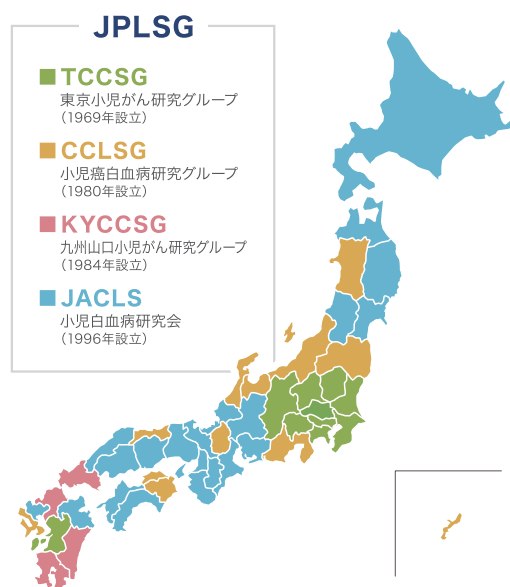 JPLSG
TCCSG
東京小児がん研究グループ
（1969年設立）
CCLSG
小児癌白血病研究グループ
（1980年設立）
KYCCSG
九州山口小児がん研究グループ
（1984年設立）
JACLS
小児白血病研究会
（1996年設立）